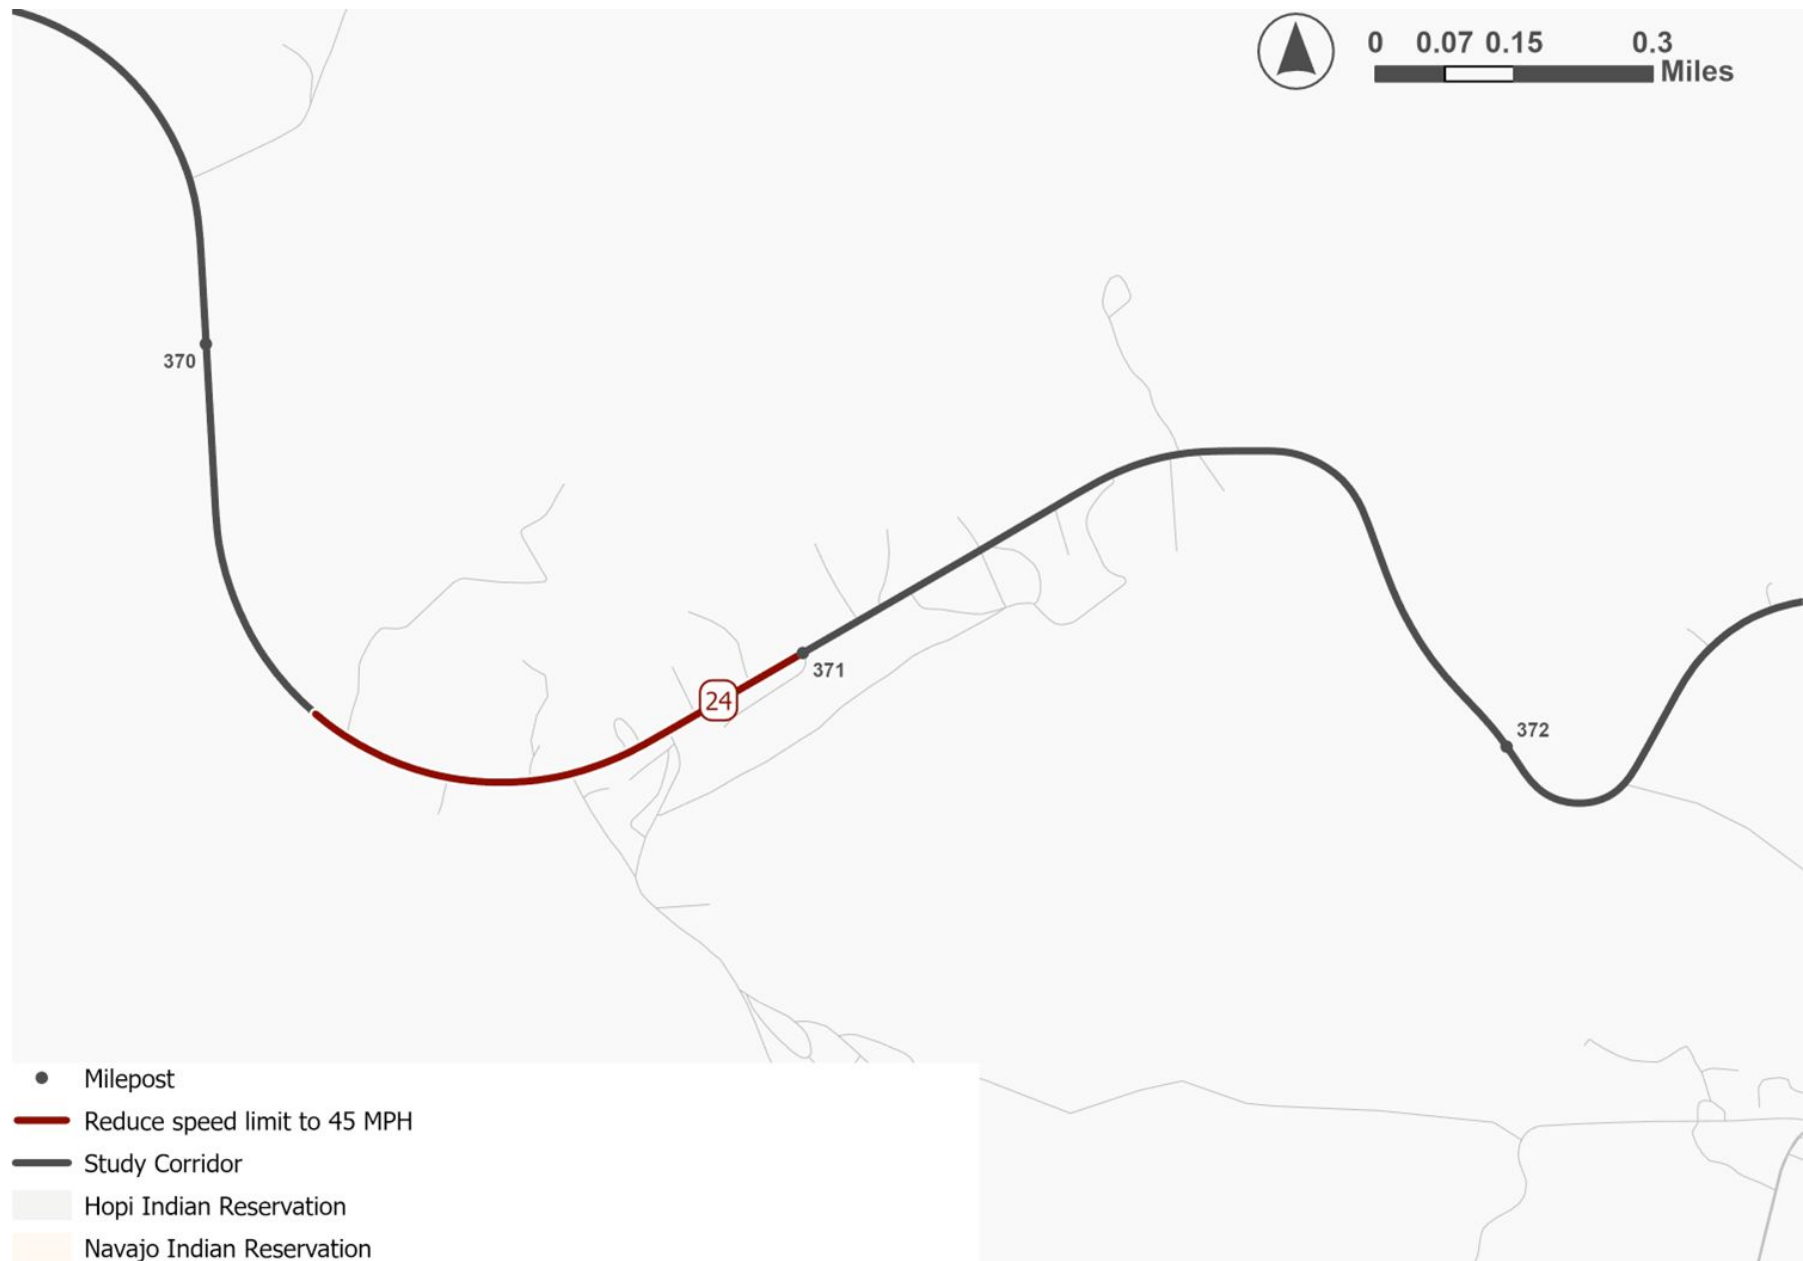 0 0.07 0.15 0.3
Miles
370
371
24
372
Milepost
Reduce speed limit to 45 MPH
Study Corridor
Hopi Indian Reservation
Navajo Indian Reservation